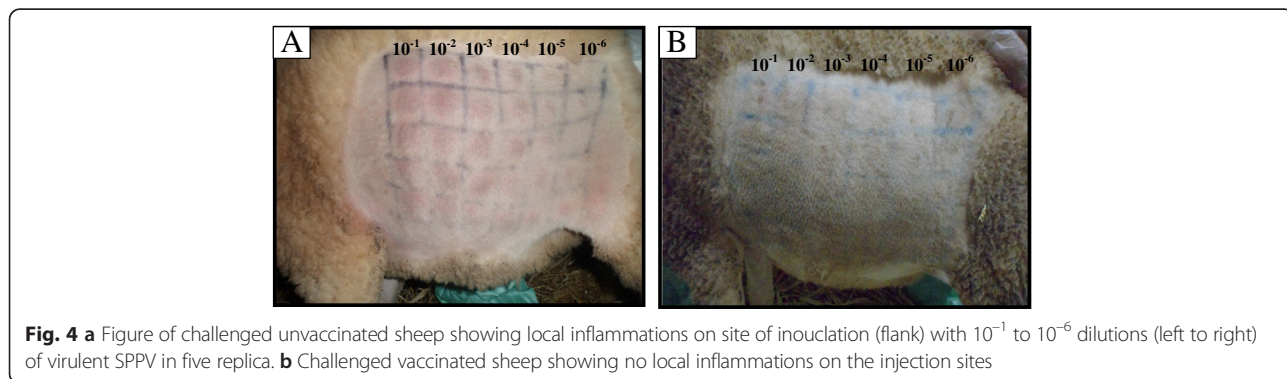 A
10⁻¹ 10⁻² 10⁻³ 10⁻⁴ 10⁻⁵ 10⁻⁶
B
10⁻¹ 10⁻² 10⁻³ 10⁻⁴ 10⁻⁵ 10⁻⁶
Fig. 4 a Figure of challenged unvaccinated sheep showing local inflammations on site of inouclation (flank) with 10⁻¹ to 10⁻⁶ dilutions (left to right)
of virulent SPPV in five replica. b Challenged vaccinated sheep showing no local inflammations on the injection sites